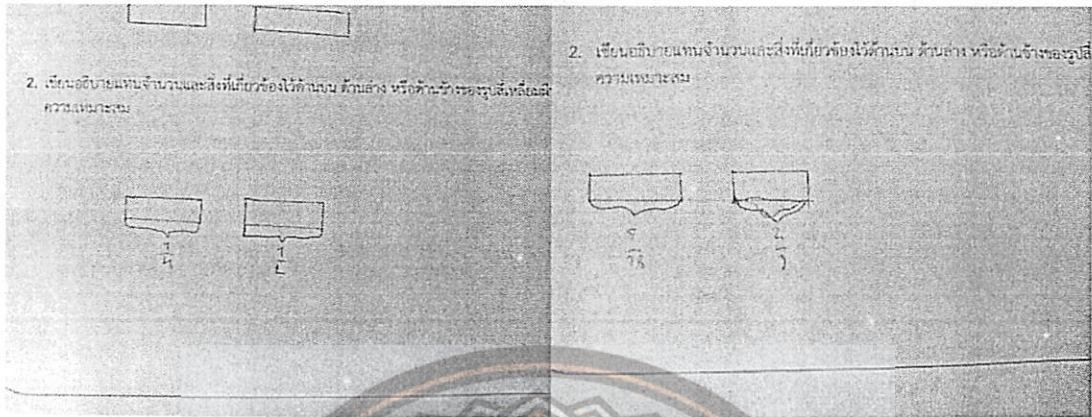 2. เขียนอธิบายแทนจำนวนและสิ่งที่เกี่ยวข้องไว้ด้านบน ด้านล่าง หรือด้านข้างของรูปสี่เหลี่ยมผืน
ความเหมาะสม
1
4
1
2. เขียนอธิบายแทนจำนวนและสิ่งที่เกี่ยวข้องไว้ด้านบน ด้านล่าง หรือด้านข้างของรูปสี่
ความเหมาะสม
5
18